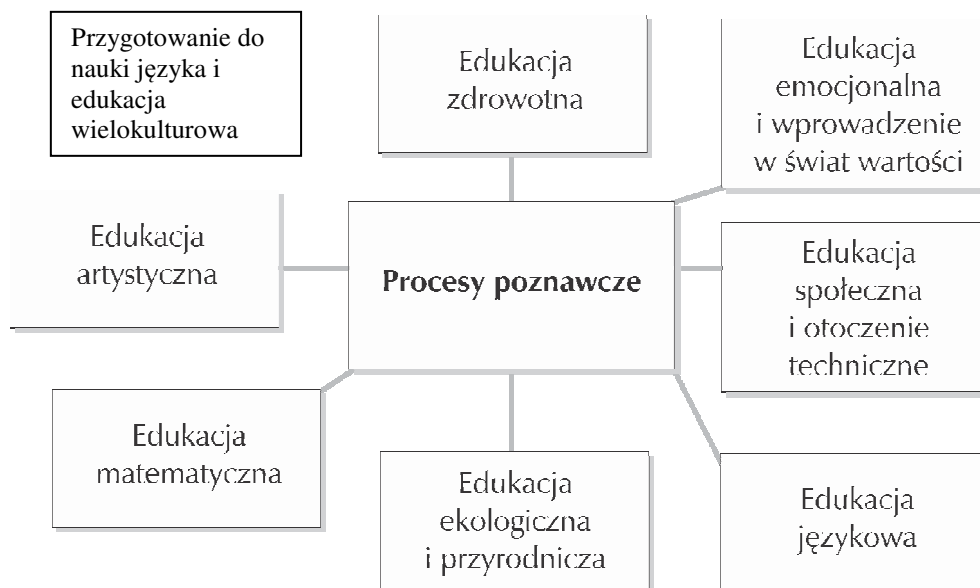 Przygotowanie do
nauki języka i
edukacja
wielokulturowa
Edukacja
zdrowotna
Edukacja
emocjonalna
i wprowadzenie
w świat wartości
Edukacja
artystyczna
Procesy poznawcze
Edukacja
społeczna
i otoczenie
techniczne
Edukacja
matematyczna
Edukacja
ekologiczna
i przyrodnicza
Edukacja
językowa